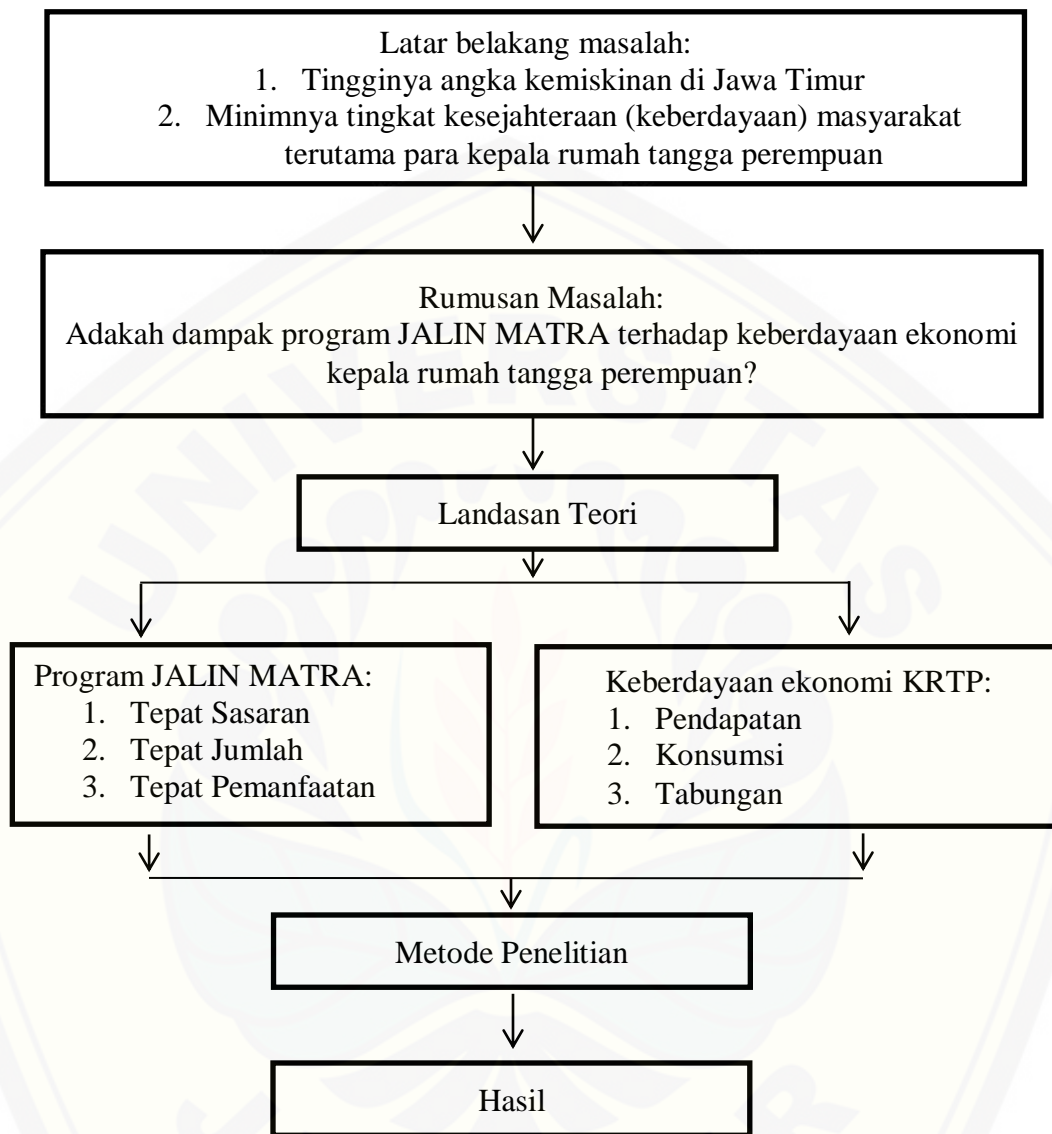 Latar belakang masalah:
1. Tingginya angka kemiskinan di Jawa Timur
2. Minimnya tingkat kesejahteraan (keberdayaan) masyarakat
terutama para kepala rumah tangga perempuan
Rumusan Masalah:
Adakah dampak program JALIN MATRA terhadap keberdayaan ekonomi
kepala rumah tangga perempuan?
Landasan Teori
Program JALIN MATRA:
1. Tepat Sasaran
2. Tepat Jumlah
3. Tepat Pemanfaatan
Keberdayaan ekonomi KRTP:
1. Pendapatan
2. Konsumsi
3. Tabungan
Metode Penelitian
Hasil
UNIVERSITAS